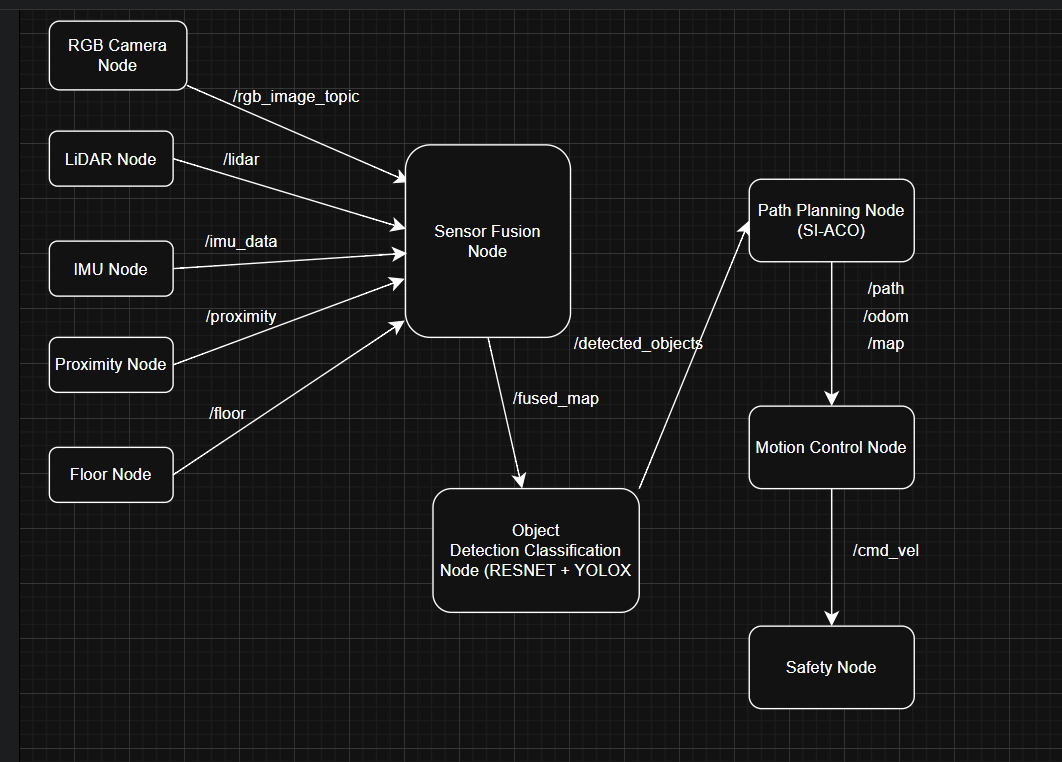 RGB Camera
Node
/rgb_image_topic
LiDAR Node
/lidar
IMU Node
/imu_data
Proximity Node
/proximity
Floor Node
/floor
Sensor Fusion
Node
/fused_map
Object
Detection Classification
Node (RESNET + YOLOX
/detected_objects
Path Planning Node
(SI-ACO)
/path
/odom
/map
Motion Control Node
/cmd_vel
Safety Node